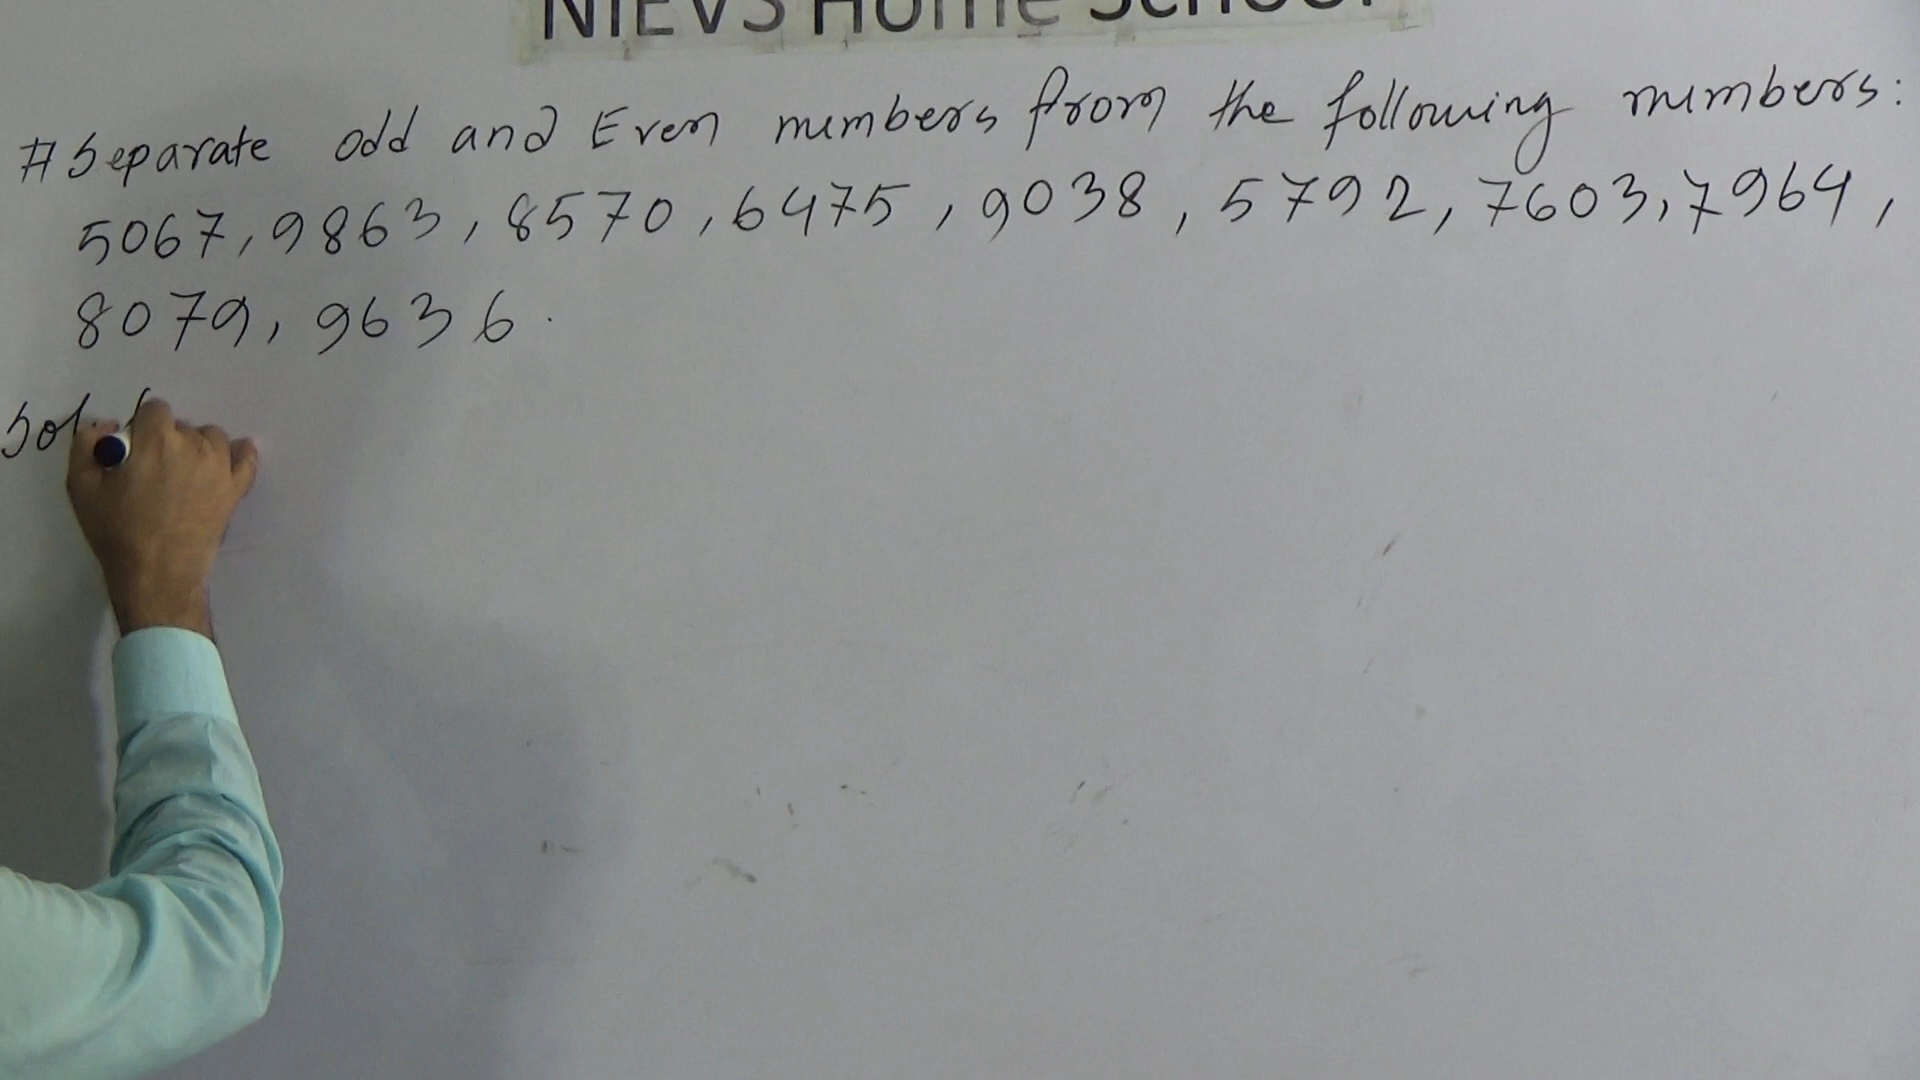 NIEVS Home School
# Separate odd and Even numbers from the following numbers:
5067, 9863, 8570, 6475, 9038, 5792, 7603, 7964,
8079, 9636.
Sol